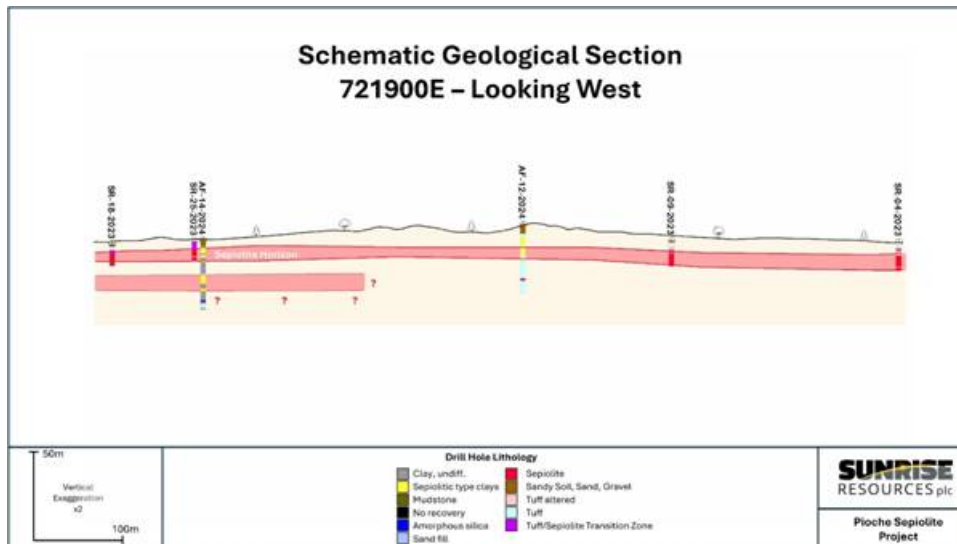 Schematic Geological Section
721900E – Looking West
SR-18-2023
SR-25-2023
AF-14-2024
AF-12-2024
SR-09-2023
SR-04-2023
Sepiolite Horizon
?
? ? ?
50m
Vertical
Exaggeration
x2
100m
Drill Hole Lithology
Clay, undiff.
Sepiolitic type clays
Mudstone
No recovery
Amorphous silica
Sand fill
Sepiolite
Sandy Soil, Sand, Gravel
Tuff altered
Tuff
Tuff/Sepiolite Transition Zone
SUNRISE
RESOURCES plc
Pioche Sepiolite
Project